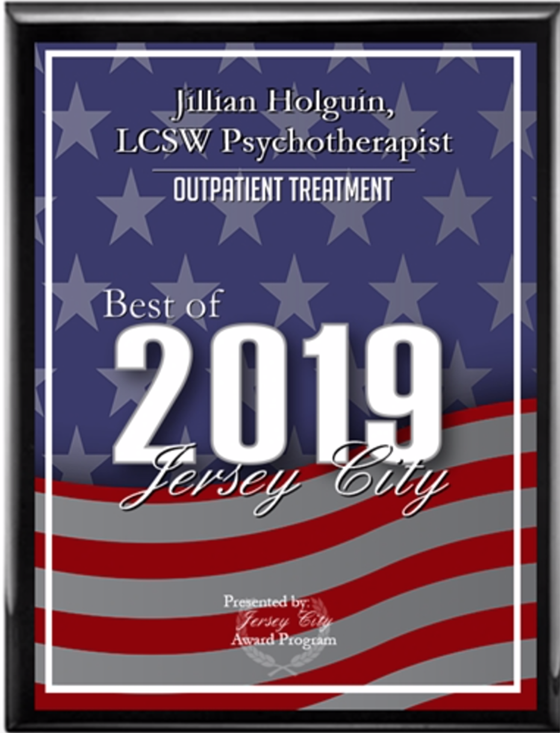 Jillian Holguin,
LCSW Psychotherapist
OUTPATIENT TREATMENT
Best of
2019
Jersey City
Presented by:
Jersey City
Award Program